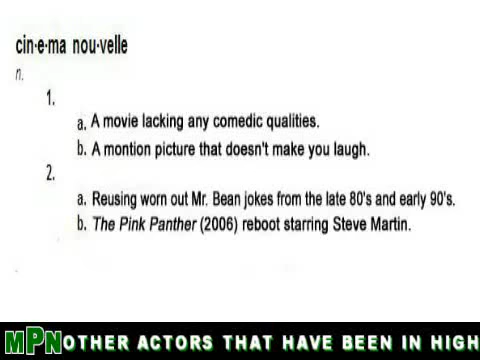 cin·e·ma nou·velle
n.
1.
a. A movie lacking any comedic qualities.
b. A montion picture that doesn't make you laugh.
2.
a. Reusing worn out Mr. Bean jokes from the late 80's and early 90's.
b. The Pink Panther (2006) reboot starring Steve Martin.
MPN OTHER ACTORS THAT HAVE BEEN IN HIGH